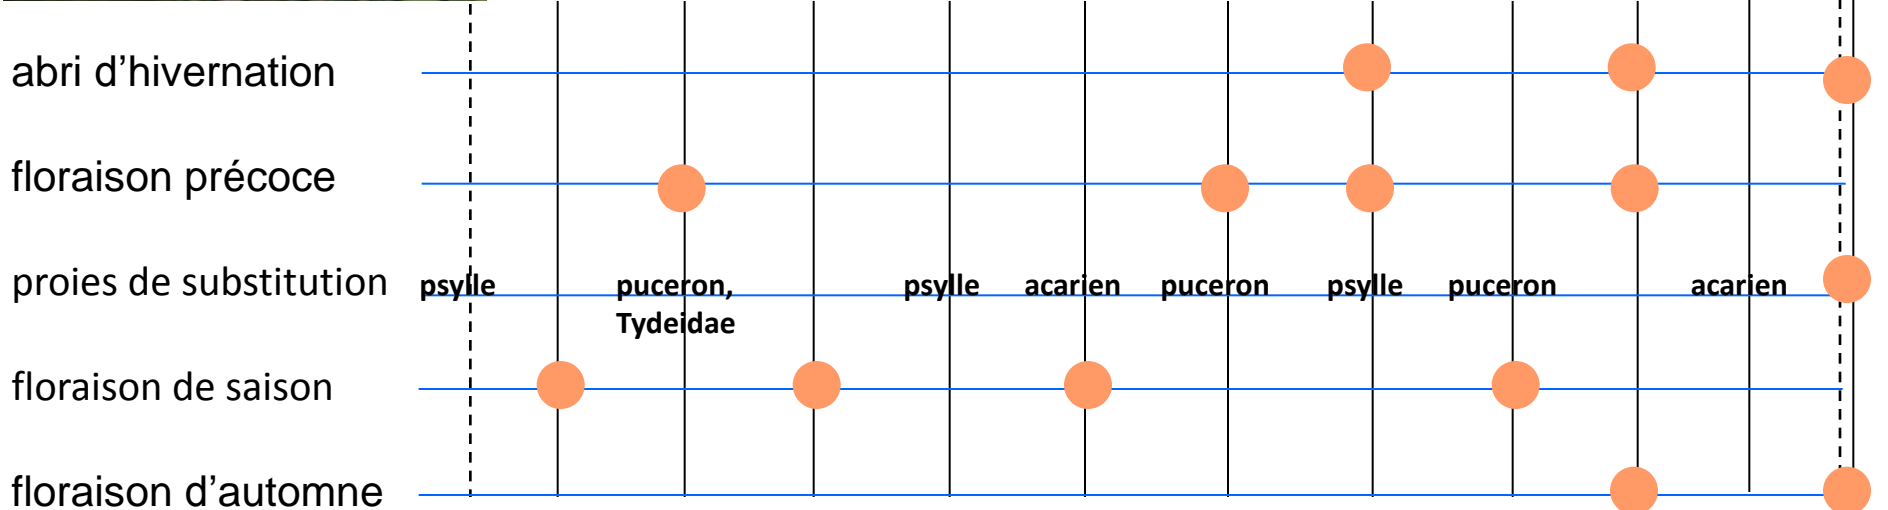 abri d’hivernation
floraison précoce
proies de substitution psylle puceron, psylle acarien puceron psylle puceron acarien
Tydeidae
floraison de saison
floraison d’automne